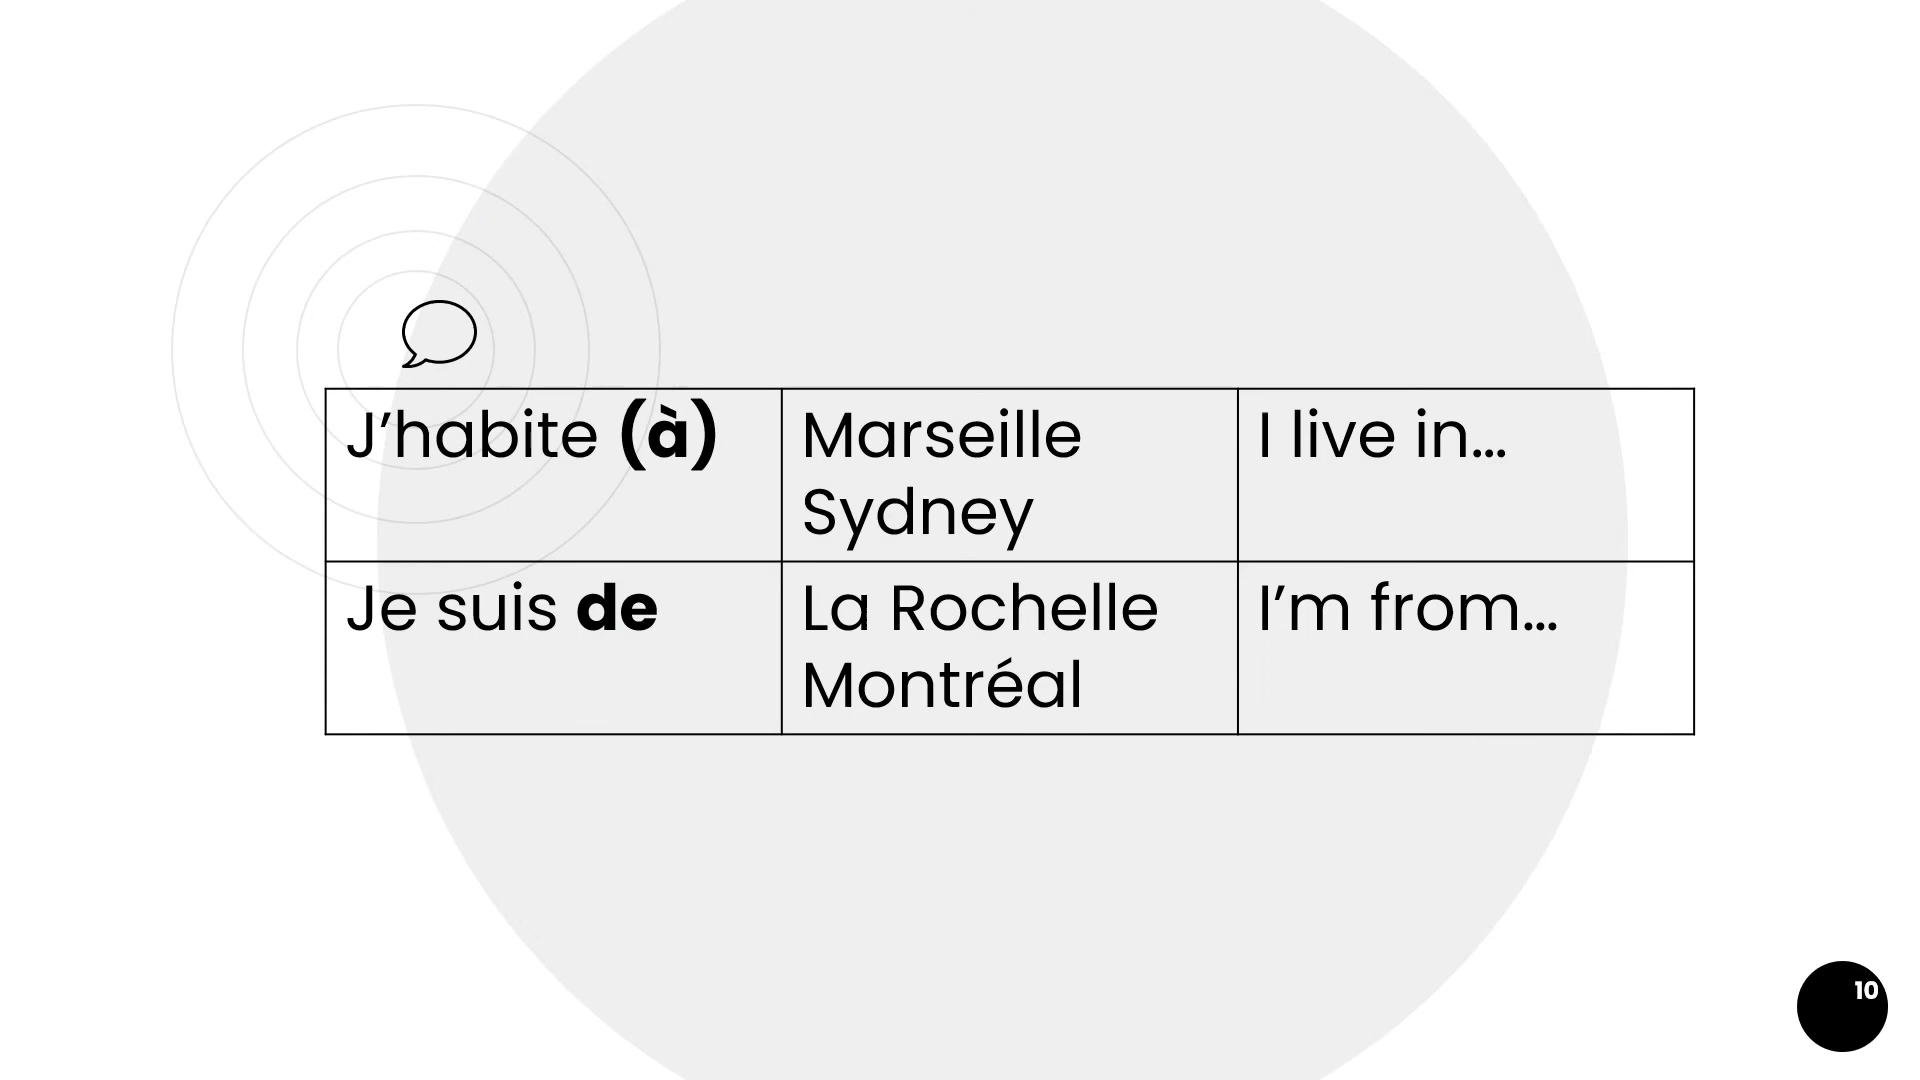 J’habite (à)
Marseille
Sydney
I live in…
Je suis de
La Rochelle
Montréal
I’m from…
10